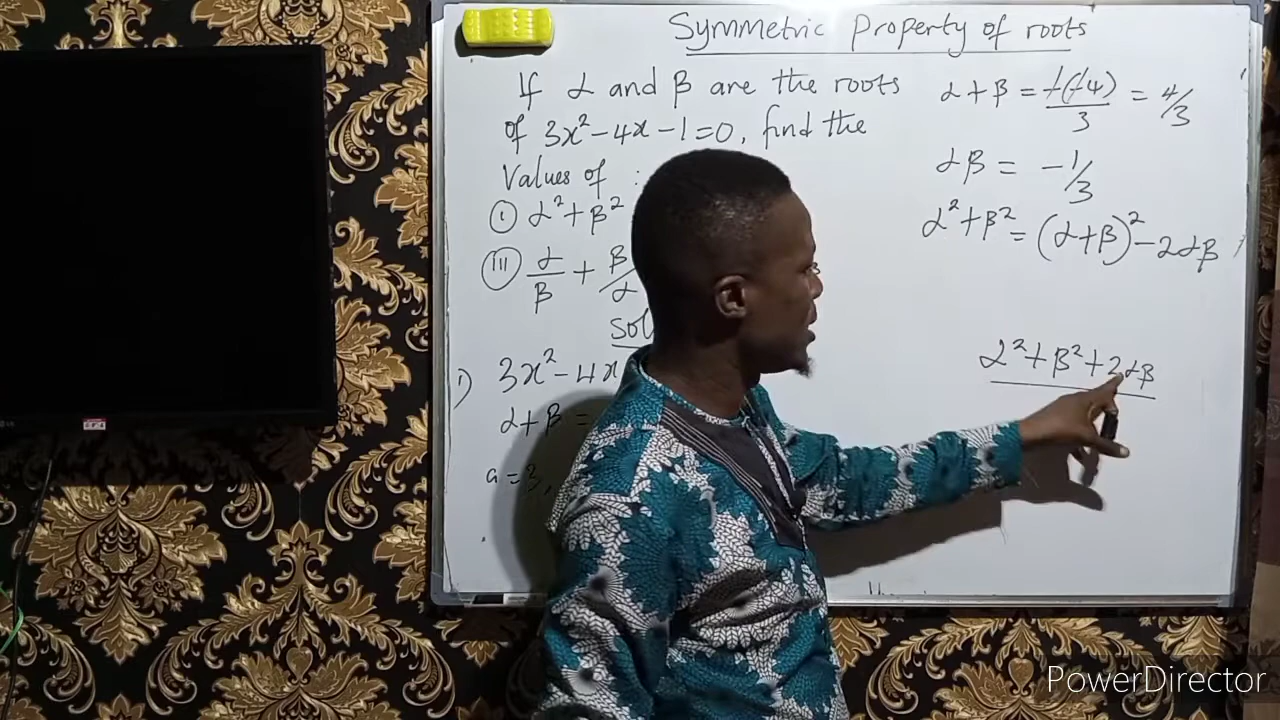 Symmetric Property of roots
If α and β are the roots
of 3x² - 4x - 1 = 0, find the
Values of :
(i) α² + β²
(iii) α/β + β/α
Sol
i) 3x² - 4x
α + β =
a = 3,
α + β = -(-4)/3 = 4/3
αβ = -1/3
α² + β² = (α + β)² - 2αβ
α² + β² + 2αβ
PowerDirector